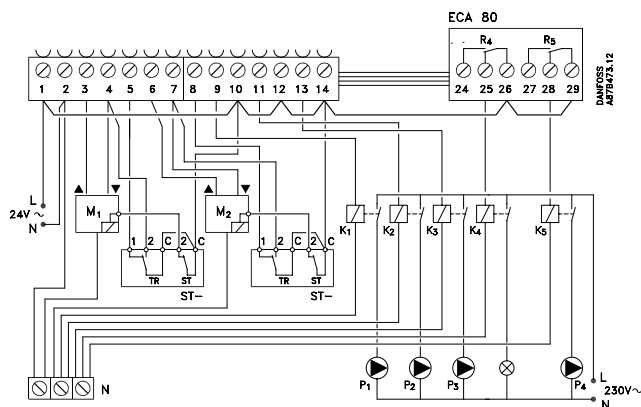 ECA 80
R4 R5
1 2 3 4 5 6 7 8 9 10 11 12 13 14
24 25 26 27 28 29
DANFOSS
A87B473.12
L
24V ~
N
M1
M2
K1 K2 K3 K4 K5
1 2 C 2 C
TR ST
ST-
1 2 C 2 C
TR ST
ST-
P1 P2 P3 P4
L
230V~
N
N